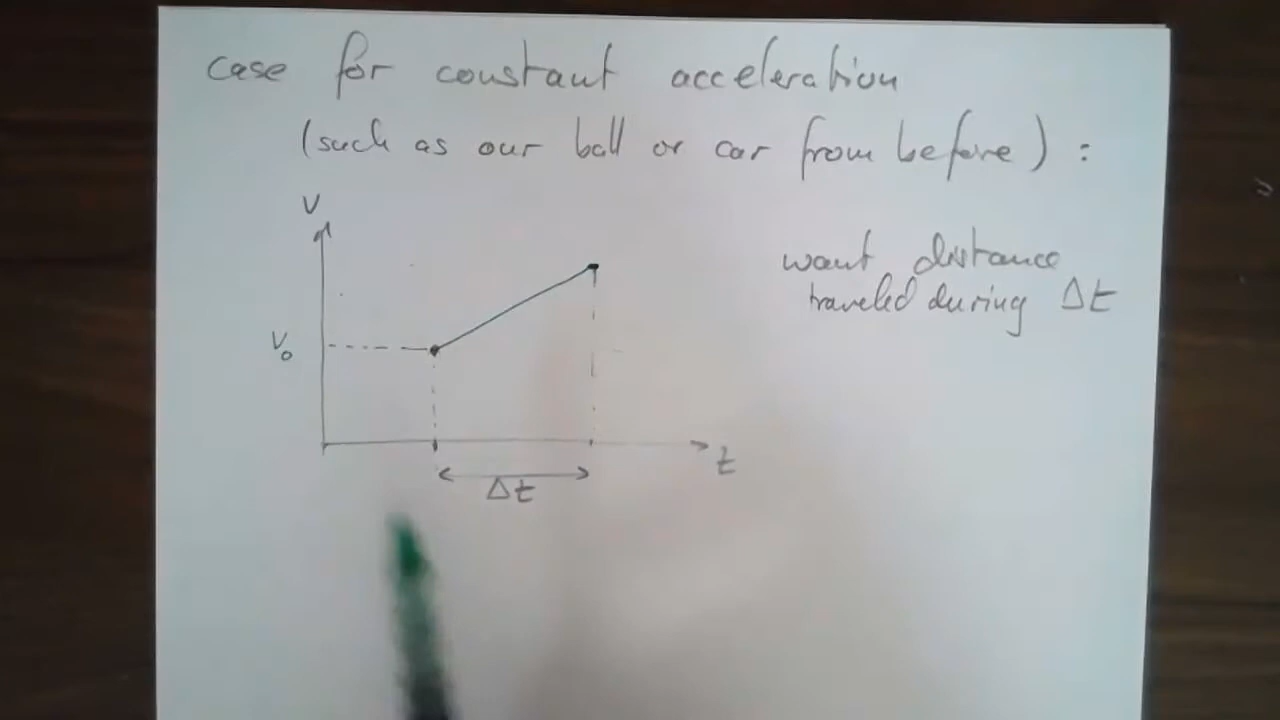 case for constant acceleration
(such as our ball or car from before) :
V
want distance
traveled during Δt
V₀
t
Δt